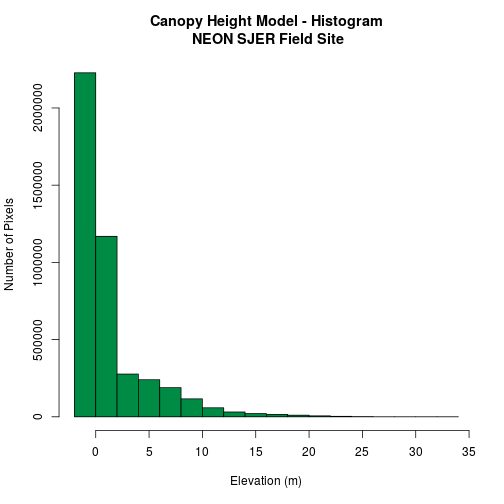 Canopy Height Model - Histogram
NEON SJER Field Site
Number of Pixels
2000000
1500000
1000000
500000
0
0 5 10 15 20 25 30 35
Elevation (m)